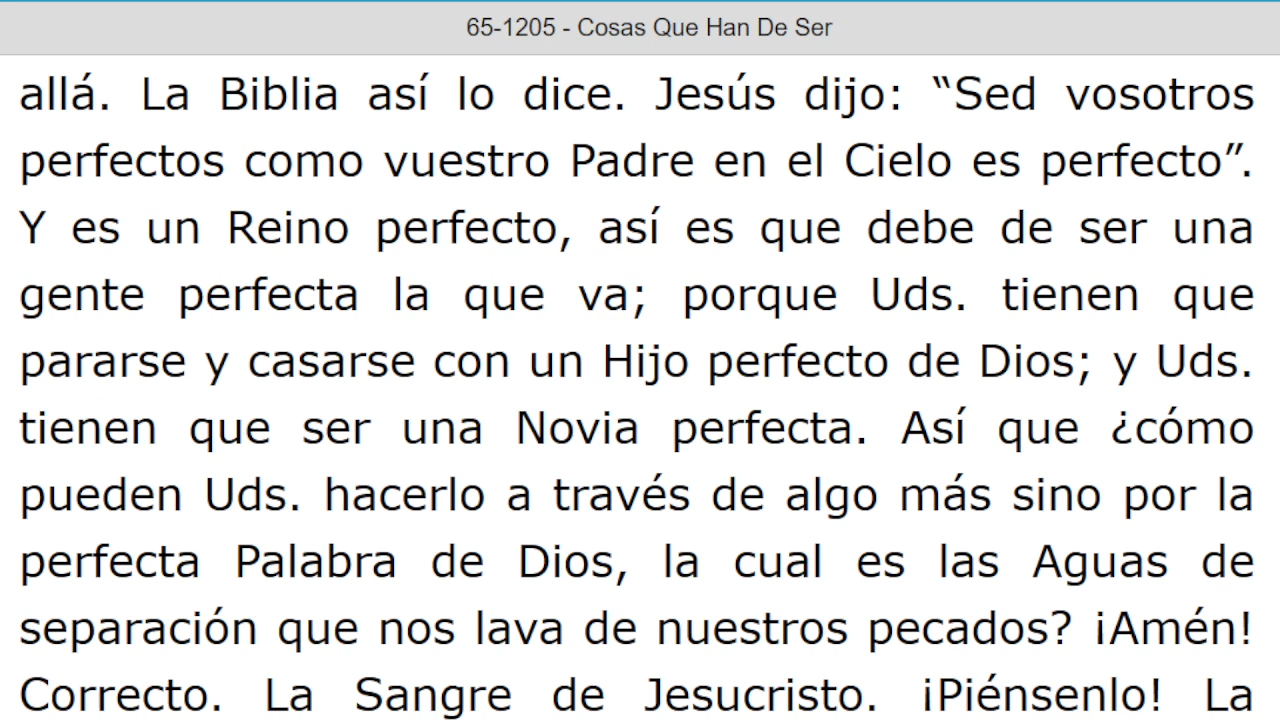 65-1205 - Cosas Que Han De Ser
allá. La Biblia así lo dice. Jesús dijo: “Sed vosotros
perfectos como vuestro Padre en el Cielo es perfecto”.
Y es un Reino perfecto, así es que debe de ser una
gente perfecta la que va; porque Uds. tienen que
pararse y casarse con un Hijo perfecto de Dios; y Uds.
tienen que ser una Novia perfecta. Así que ¿cómo
pueden Uds. hacerlo a través de algo más sino por la
perfecta Palabra de Dios, la cual es las Aguas de
separación que nos lava de nuestros pecados? ¡Amén!
Correcto. La Sangre de Jesucristo. ¡Piénsenlo! La